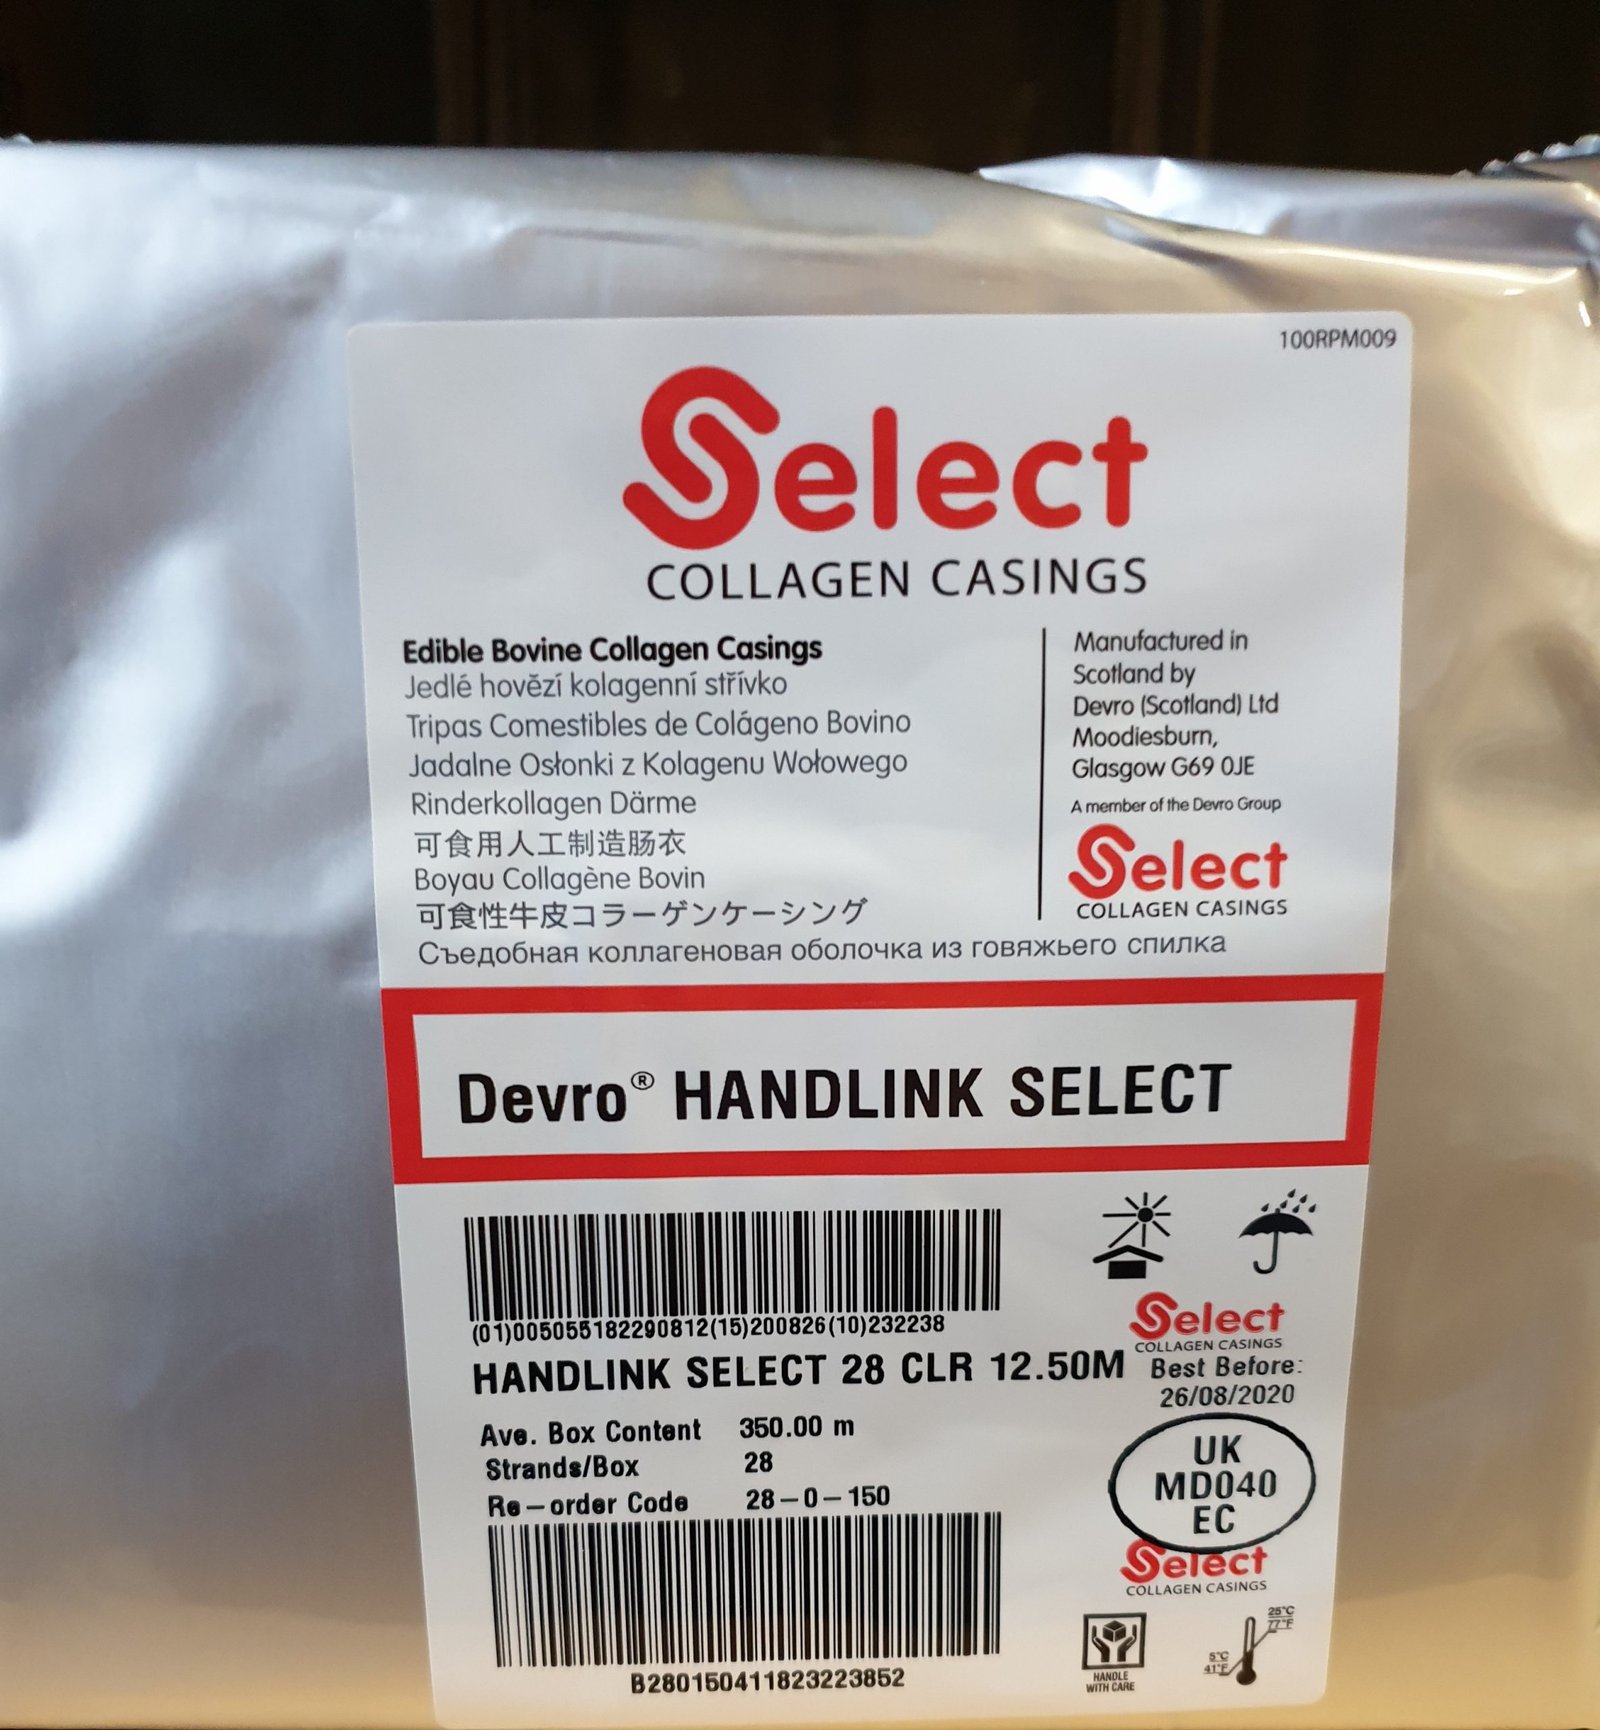 100RPM009
Select
COLLAGEN CASINGS
Edible Bovine Collagen Casings
Jedlé hovězí kolagenní střívko
Tripas Comestibles de Colágeno Bovino
Jadalne Osłonki z Kolagenu Wołowego
Rinderkollagen Därme
可食用人工制造肠衣
Boyau Collagène Bovin
可食性牛皮コラーゲンケーシング
Съедобная коллагеновая оболочка из говяжьего спилка
Manufactured in
Scotland by
Devro (Scotland) Ltd
Moodiesburn,
Glasgow G69 0JE
A member of the Devro Group
Select
COLLAGEN CASINGS
Devro® HANDLINK SELECT
(01)005055182290812(15)200826(10)232238
HANDLINK SELECT 28 CLR 12.50M
Ave. Box Content 350.00 m
Strands/Box 28
Re-order Code 28-0-150
B280150411823223852
Select
COLLAGEN CASINGS
Best Before:
26/08/2020
UK
MD040
EC
Select
COLLAGEN CASINGS
HANDLE
WITH CARE
25°C
77°F
5°C
41°F